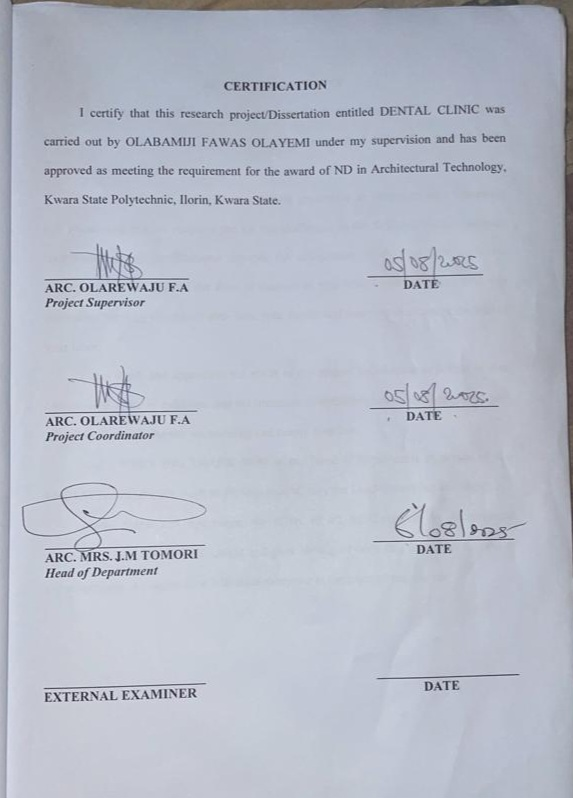 CERTIFICATION
I certify that this research project/Dissertation entitled DENTAL CLINIC was
carried out by OLABAMIJI FAWAS OLAYEMI under my supervision and has been
approved as meeting the requirement for the award of ND in Architectural Technology,
Kwara State Polytechnic, Ilorin, Kwara State.
05/08/2025
ARC. OLAREWAJU F.A DATE
Project Supervisor
05/08/2025.
ARC. OLAREWAJU F.A DATE
Project Coordinator
6/08/2025
ARC. MRS. J.M TOMORI DATE
Head of Department
EXTERNAL EXAMINER DATE